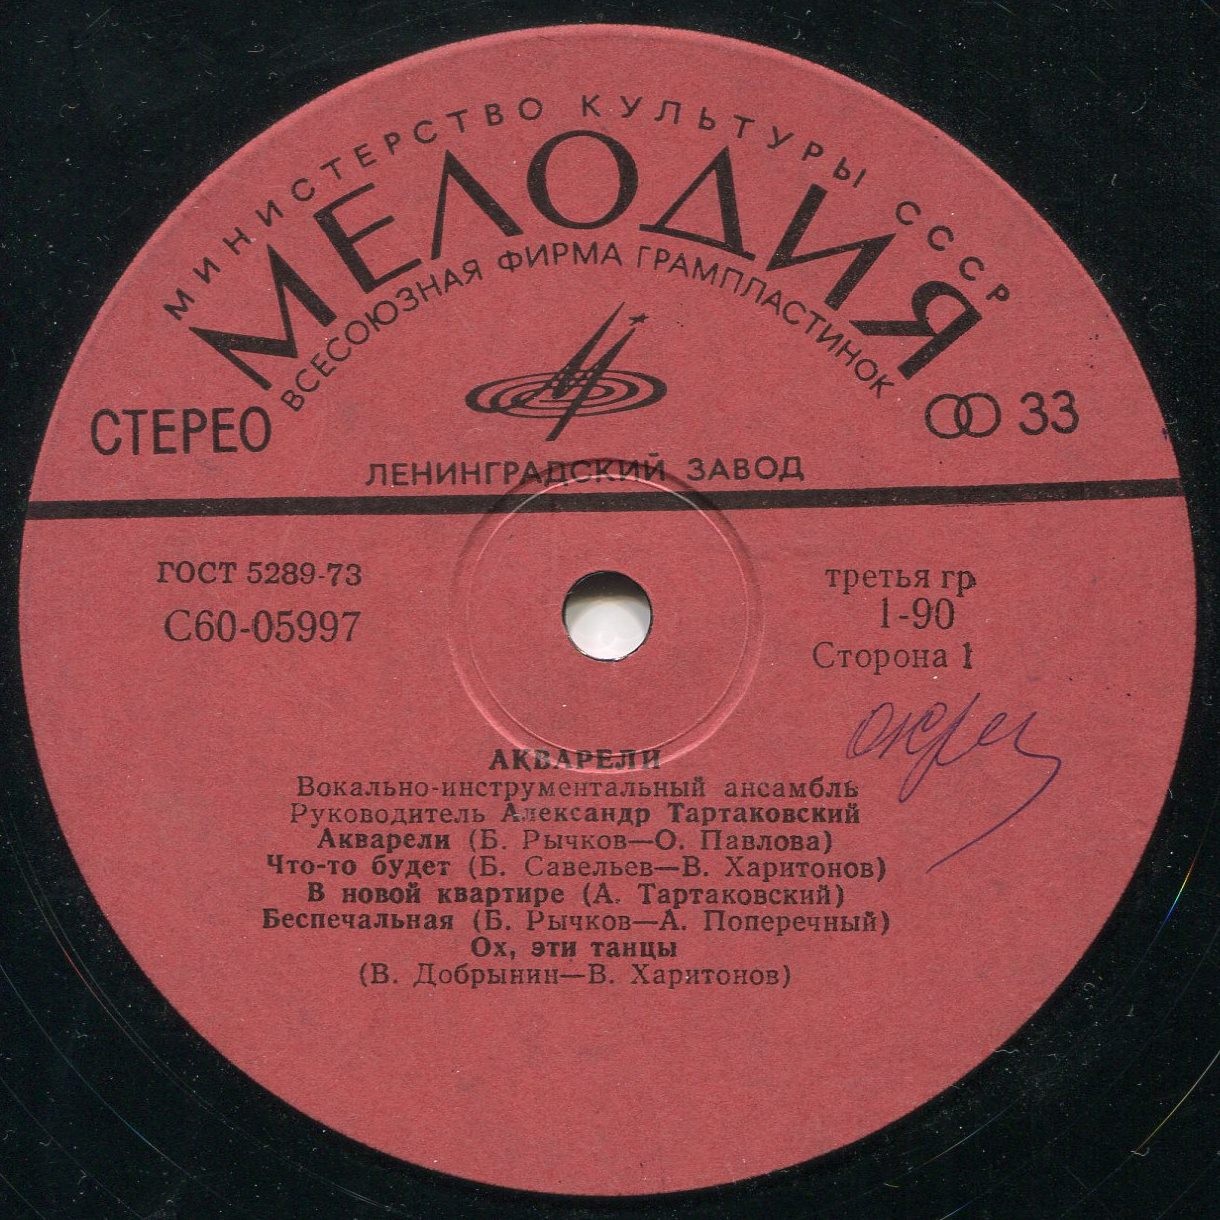 МИНИСТЕРСТВО КУЛЬТУРЫ СССР
МЕЛОДИЯ
ВСЕСОЮЗНАЯ ФИРМА ГРАМПЛАСТИНОК
СТЕРЕО
33
ЛЕНИНГРАДСКИЙ ЗАВОД
ГОСТ 5289-73
С60-05997
третья гр
1-90
Сторона 1
АКВАРЕЛИ
Вокально-инструментальный ансамбль
Руководитель Александр Тартаковский
Акварели (Б. Рычков—О. Павлова)
Что-то будет (Б. Савельев—В. Харитонов)
В новой квартире (А. Тартаковский)
Беспечальная (Б. Рычков—А. Поперечный)
Ох, эти танцы
(В. Добрынин—В. Харитонов)